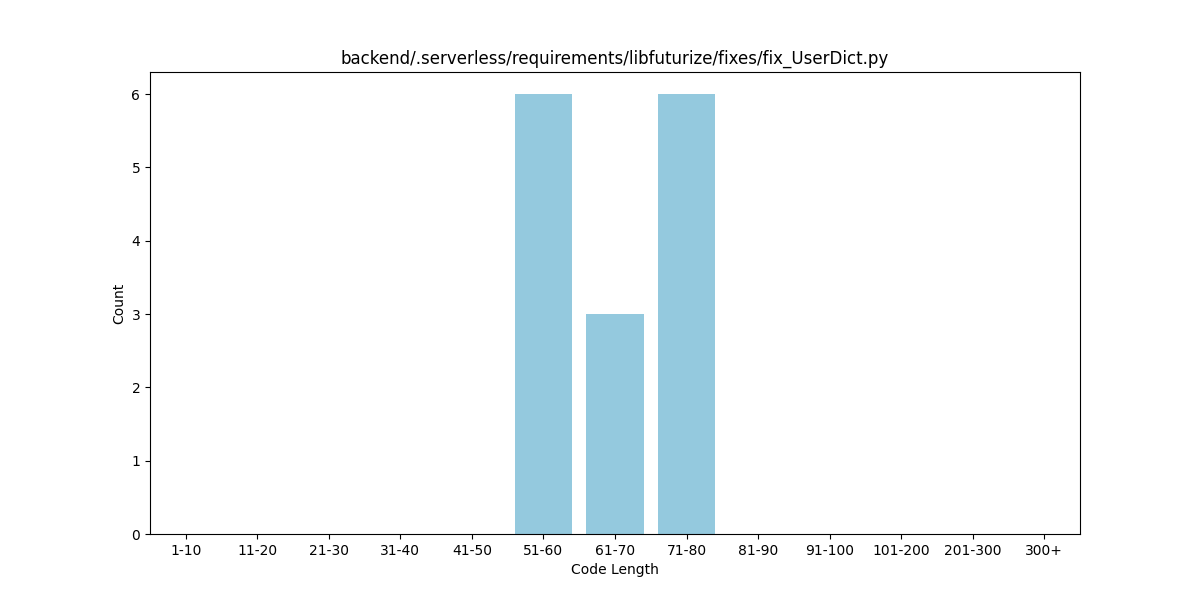 backend/.serverless/requirements/libfuturize/fixes/fix_UserDict.py
6
5
4
3
2
1
0
Count
1-10 11-20 21-30 31-40 41-50 51-60 61-70 71-80 81-90 91-100 101-200 201-300 300+
Code Length